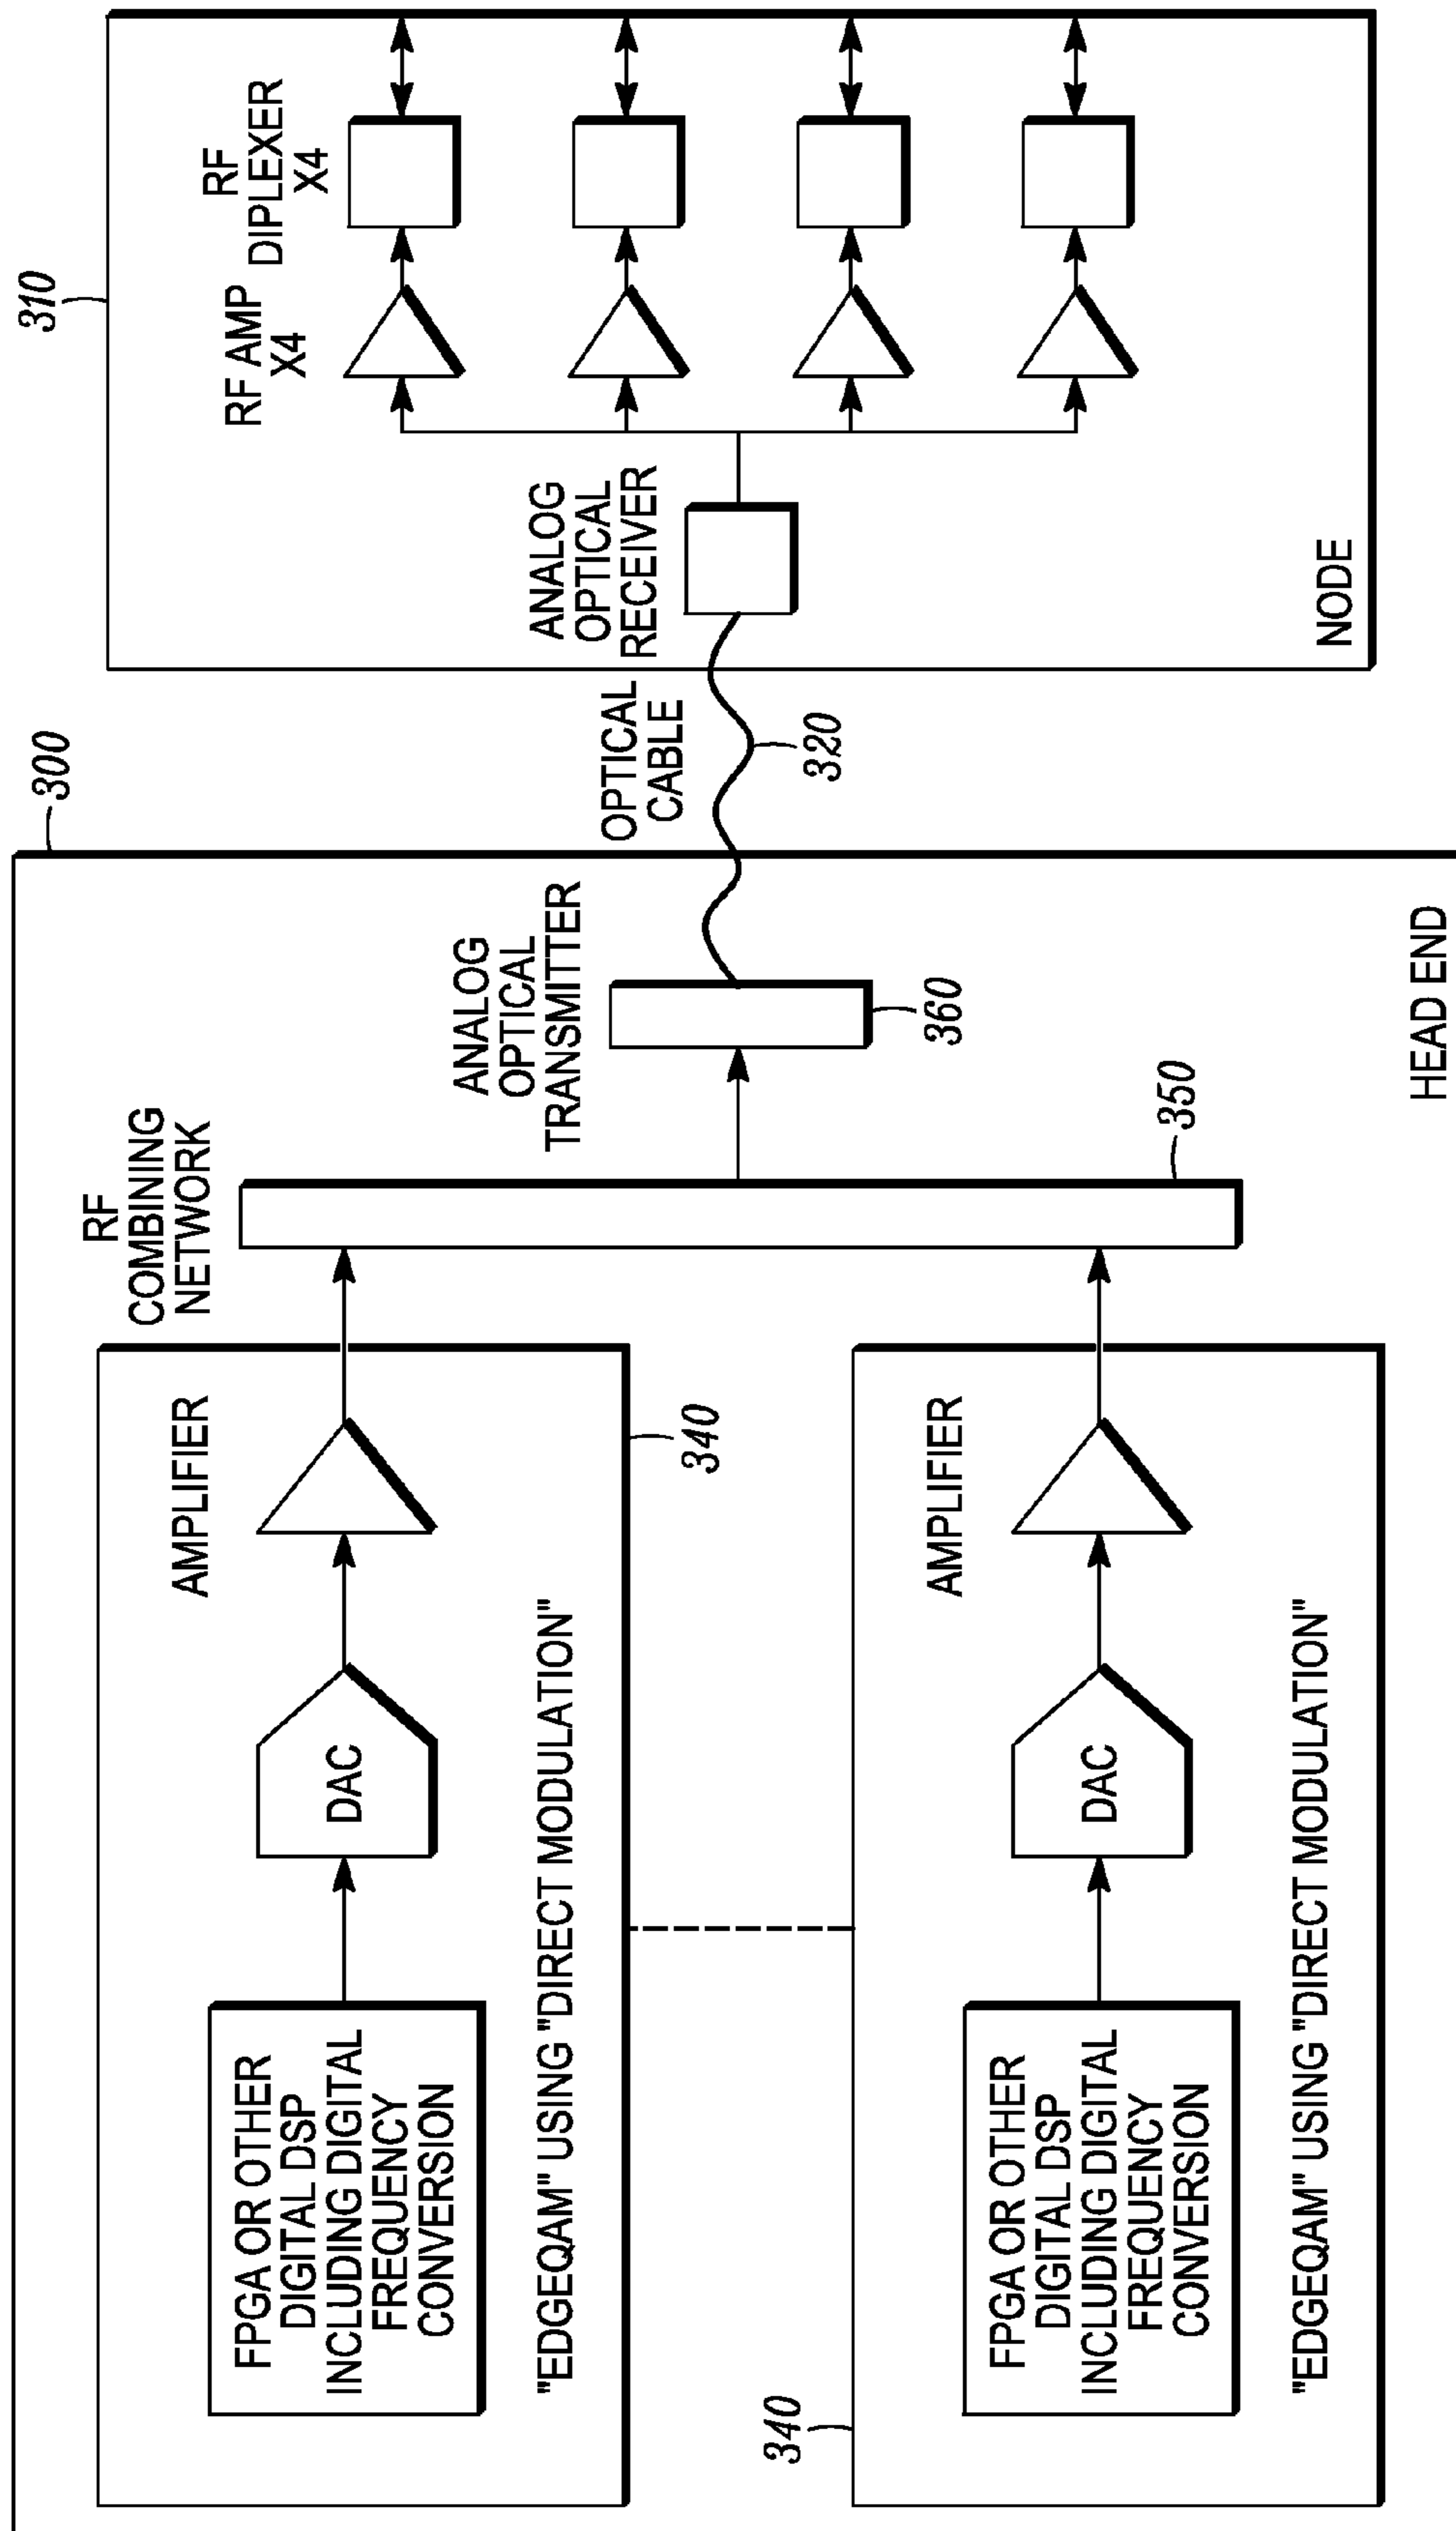 300
HEAD END
"EDGEQAM" USING "DIRECT MODULATION"
340
FPGA OR OTHER
DIGITAL DSP
INCLUDING DIGITAL
FREQUENCY
CONVERSION
DAC
AMPLIFIER
"EDGEQAM" USING "DIRECT MODULATION"
340
FPGA OR OTHER
DIGITAL DSP
INCLUDING DIGITAL
FREQUENCY
CONVERSION
DAC
AMPLIFIER
RF
COMBINING
NETWORK
350
ANALOG
OPTICAL
TRANSMITTER
360
OPTICAL
CABLE
320
310
NODE
ANALOG
OPTICAL
RECEIVER
RF AMP
X4
RF
DIPLEXER
X4